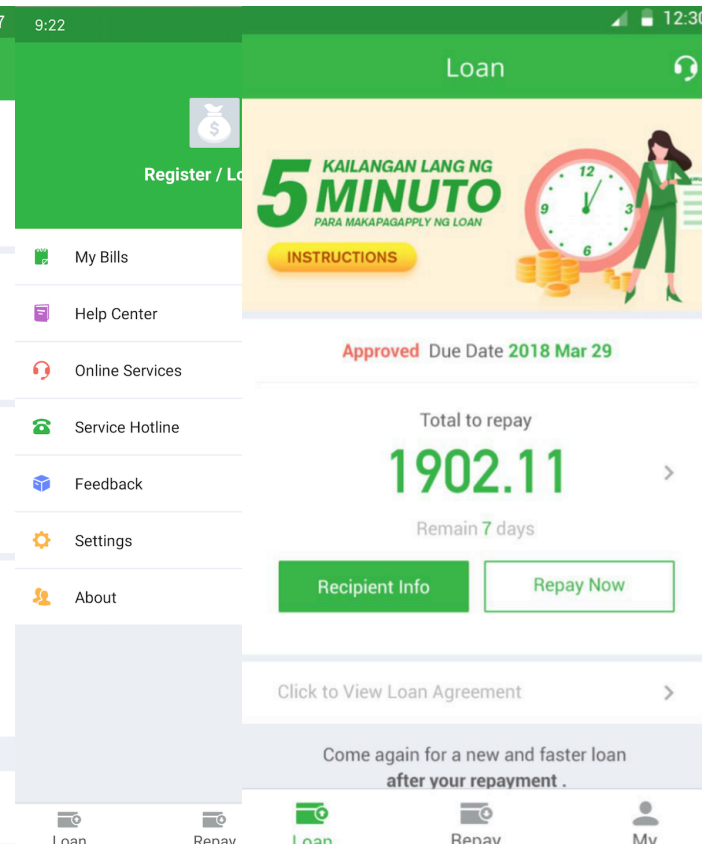 7
9:22
Register / Lo
My Bills
Help Center
Online Services
Service Hotline
Feedback
Settings
About
Loan
Repay
12:30
Loan
5 KAILANGAN LANG NG
MINUTO
PARA MAKAPAGAPPLY NG LOAN
INSTRUCTIONS
12
9
3
6
Approved Due Date 2018 Mar 29
Total to repay
1902.11
Remain 7 days
Recipient Info
Repay Now
Click to View Loan Agreement
Come again for a new and faster loan
after your repayment .
Loan
Repay
My